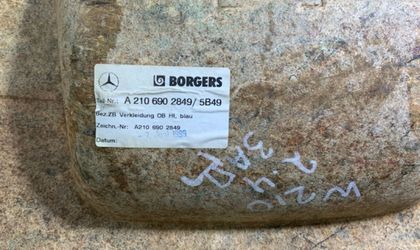 BORGERS
Teil Nr.: A 210 690 2849/ 5B49
Bez.ZB Verkleidung OB HI, blau
Zeichn.-Nr: A210 690 2849
Datum:
W 210